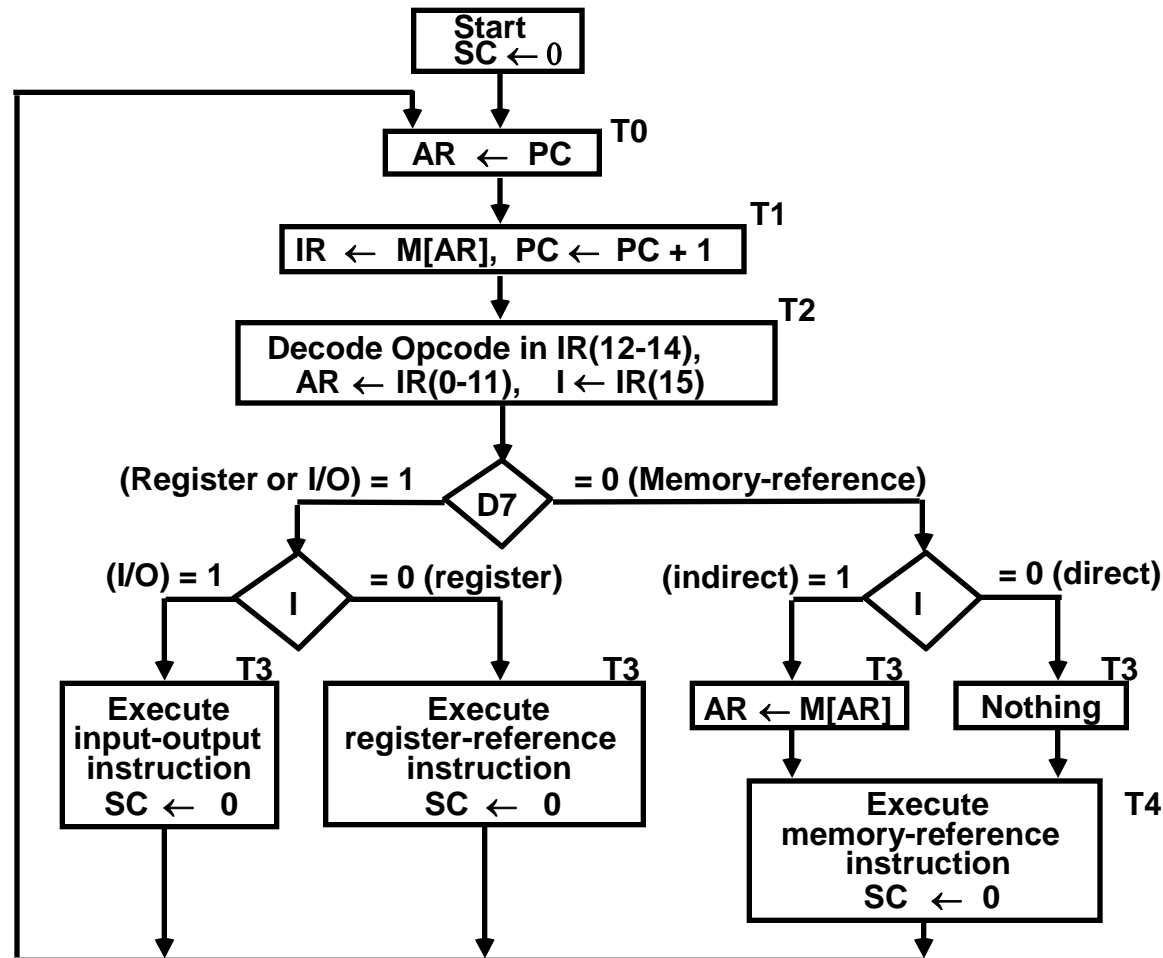 Start
SC ← 0
T0
AR ← PC
T1
IR ← M[AR], PC ← PC + 1
T2
Decode Opcode in IR(12-14),
AR ← IR(0-11), I ← IR(15)
(Register or I/O) = 1
D7
= 0 (Memory-reference)
(I/O) = 1
I
= 0 (register)
(indirect) = 1
I
= 0 (direct)
T3
Execute
input-output
instruction
SC ← 0
T3
Execute
register-reference
instruction
SC ← 0
T3
AR ← M[AR]
T3
Nothing
T4
Execute
memory-reference
instruction
SC ← 0